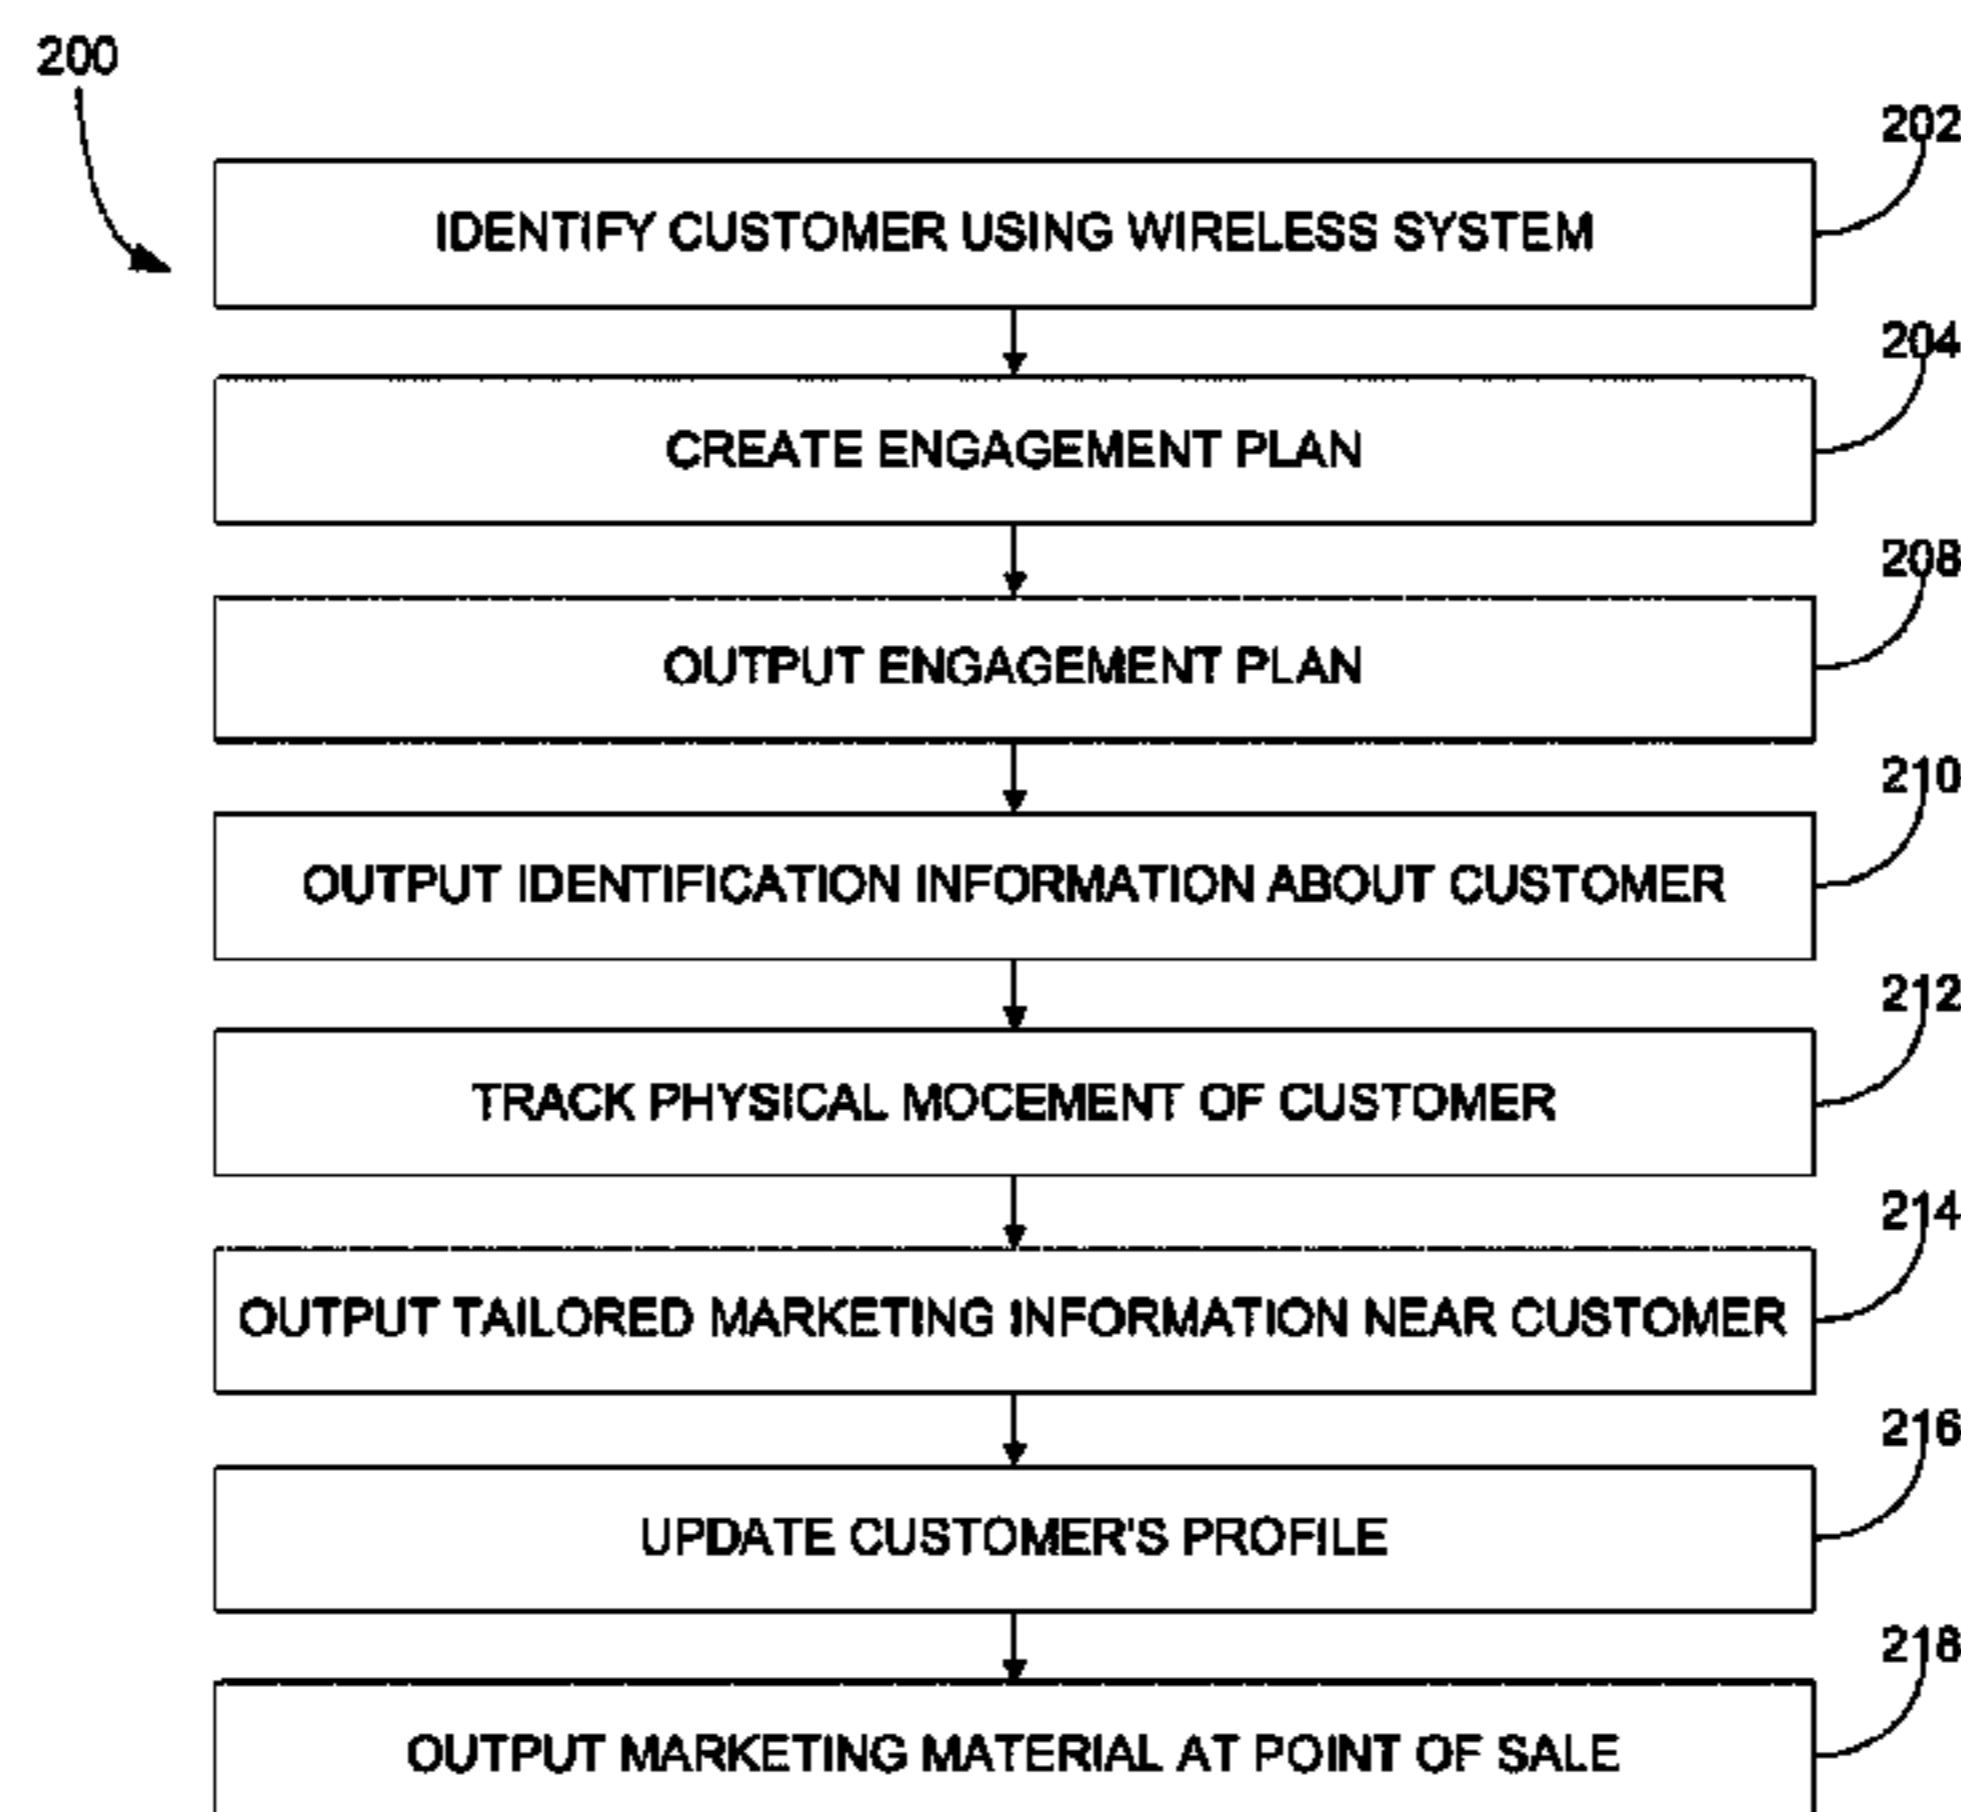 200
202
IDENTIFY CUSTOMER USING WIRELESS SYSTEM
204
CREATE ENGAGEMENT PLAN
208
OUTPUT ENGAGEMENT PLAN
210
OUTPUT IDENTIFICATION INFORMATION ABOUT CUSTOMER
212
TRACK PHYSICAL MOCEMENT OF CUSTOMER
214
OUTPUT TAILORED MARKETING INFORMATION NEAR CUSTOMER
216
UPDATE CUSTOMER'S PROFILE
218
OUTPUT MARKETING MATERIAL AT POINT OF SALE